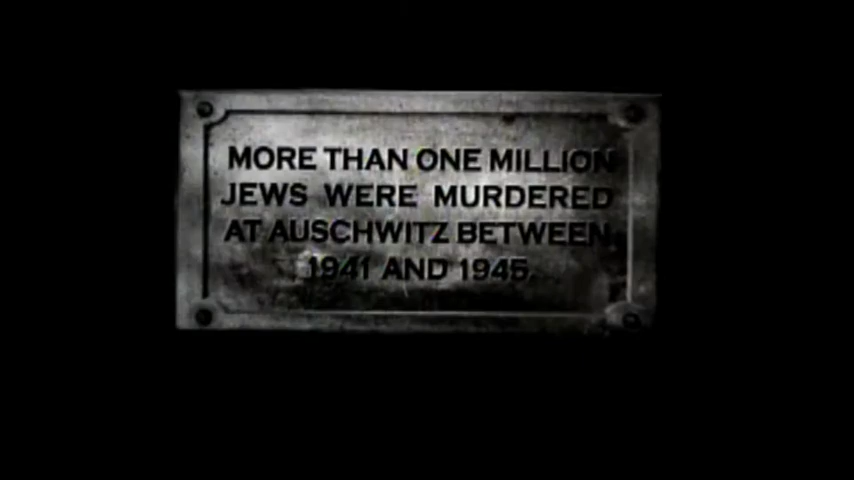 MORE THAN ONE MILLION
JEWS WERE MURDERED
AT AUSCHWITZ BETWEEN
1941 AND 1945.